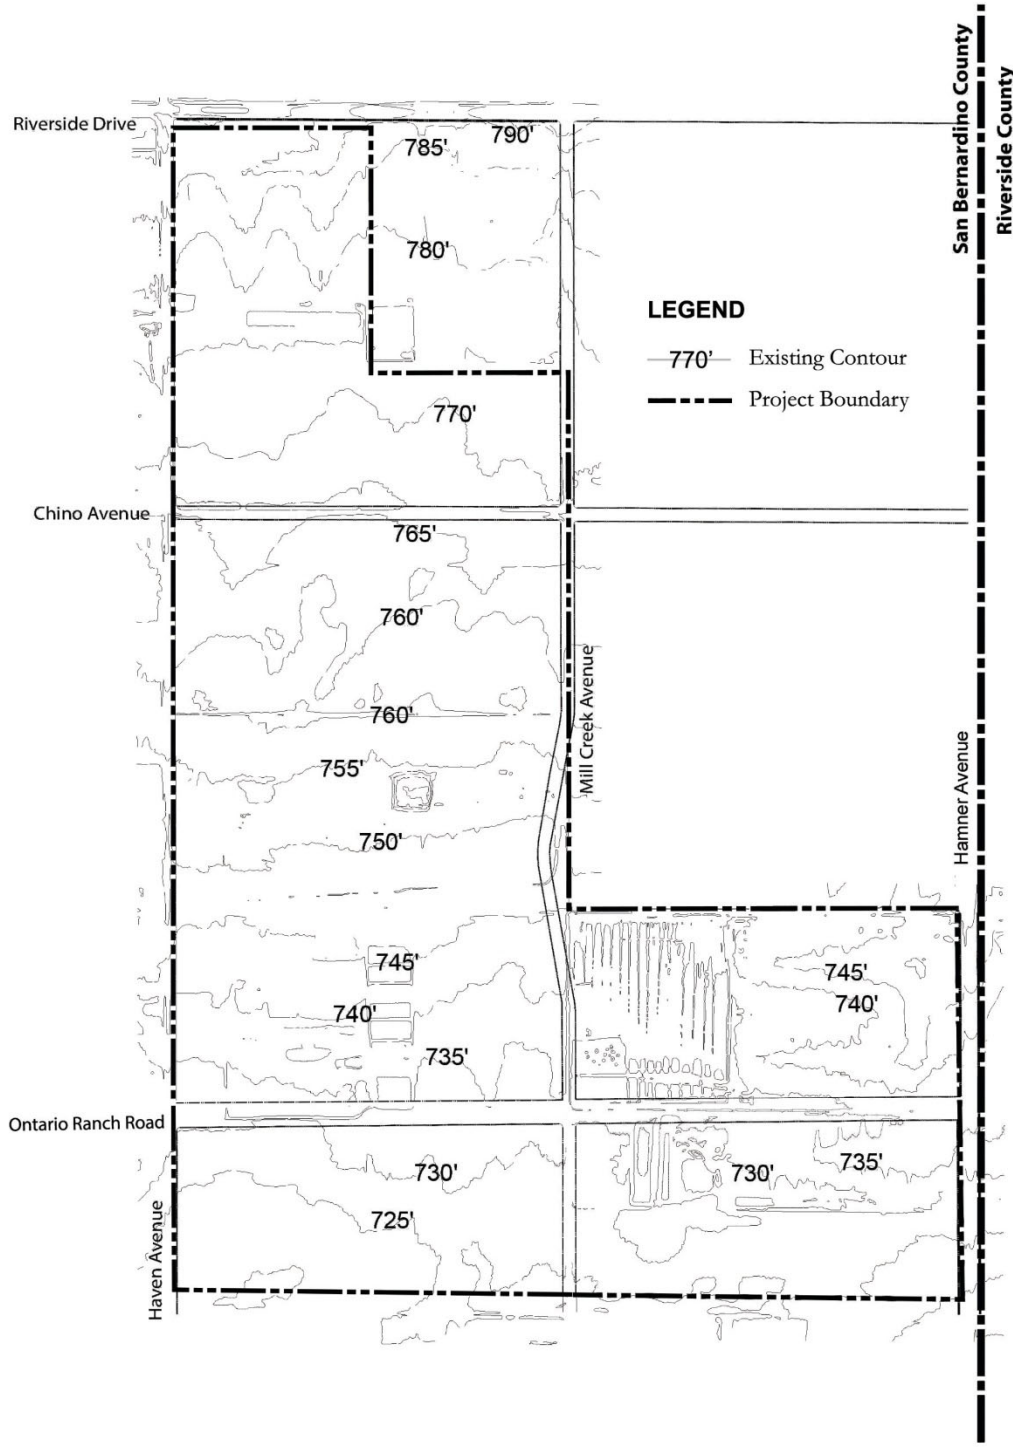 San Bernardino County
Riverside County
Riverside Drive
790'
785'
780'
LEGEND
770' Existing Contour
Project Boundary
770'
Chino Avenue
765'
760'
Mill Creek Avenue
760'
755'
Hamner Avenue
750'
745'
745'
740'
740'
735'
Ontario Ranch Road
735'
730'
730'
725'
Haven Avenue